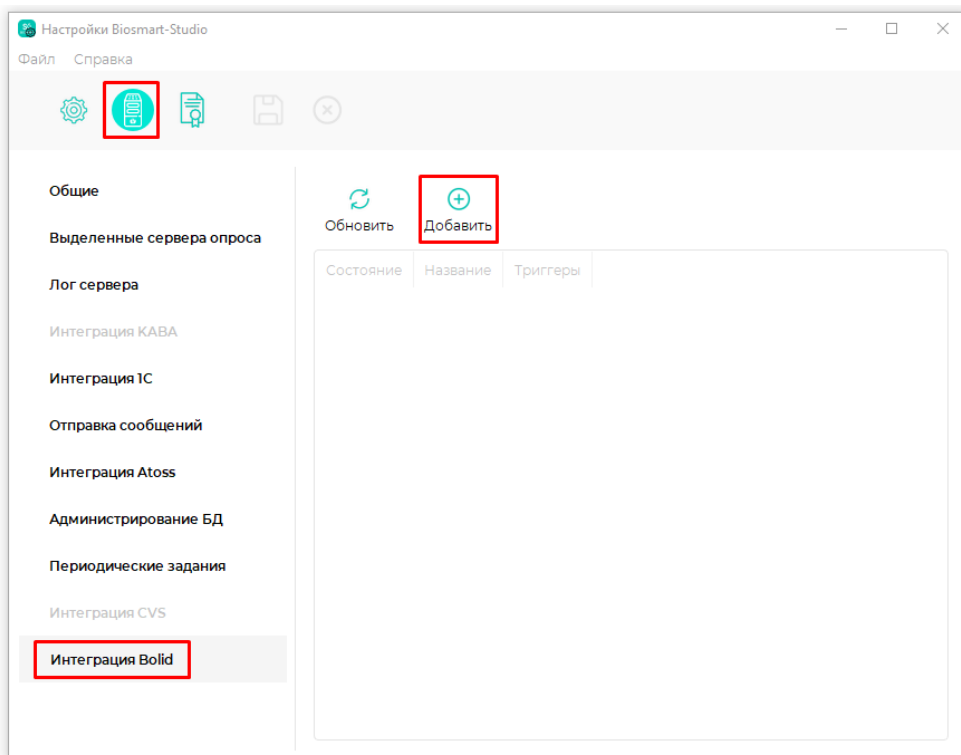 Настройки Biosmart-Studio
Файл Справка
Общие
Выделенные сервера опроса
Лог сервера
Интеграция KABA
Интеграция 1С
Отправка сообщений
Интеграция Atoss
Администрирование БД
Периодические задания
Интеграция CVS
Интеграция Bolid
Обновить Добавить
Состояние Название Триггеры